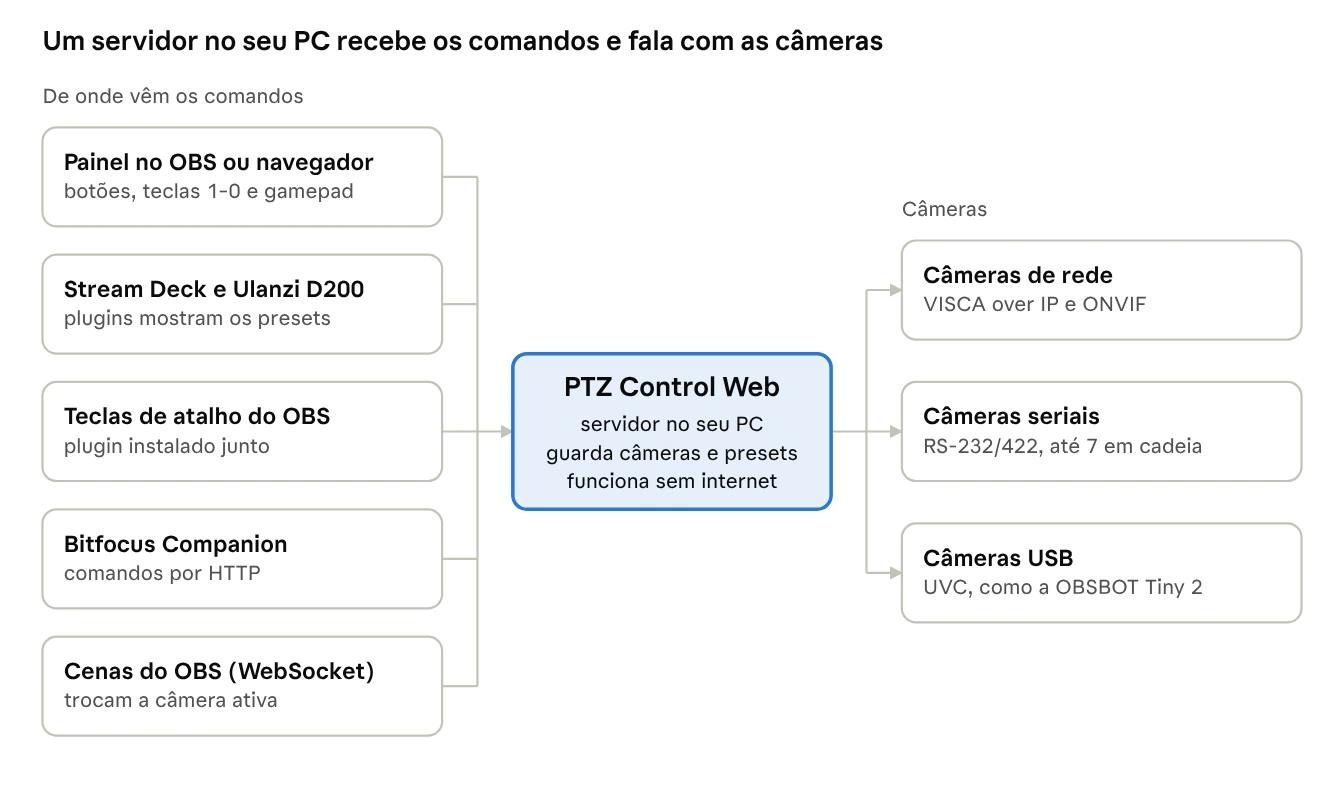 Um servidor no seu PC recebe os comandos e fala com as câmeras
De onde vêm os comandos
Painel no OBS ou navegador
botões, teclas 1-0 e gamepad
Stream Deck e Ulanzi D200
plugins mostram os presets
Teclas de atalho do OBS
plugin instalado junto
Bitfocus Companion
comandos por HTTP
Cenas do OBS (WebSocket)
trocam a câmera ativa
PTZ Control Web
servidor no seu PC
guarda câmeras e presets
funciona sem internet
Câmeras
Câmeras de rede
VISCA over IP e ONVIF
Câmeras seriais
RS-232/422, até 7 em cadeia
Câmeras USB
UVC, como a OBSBOT Tiny 2